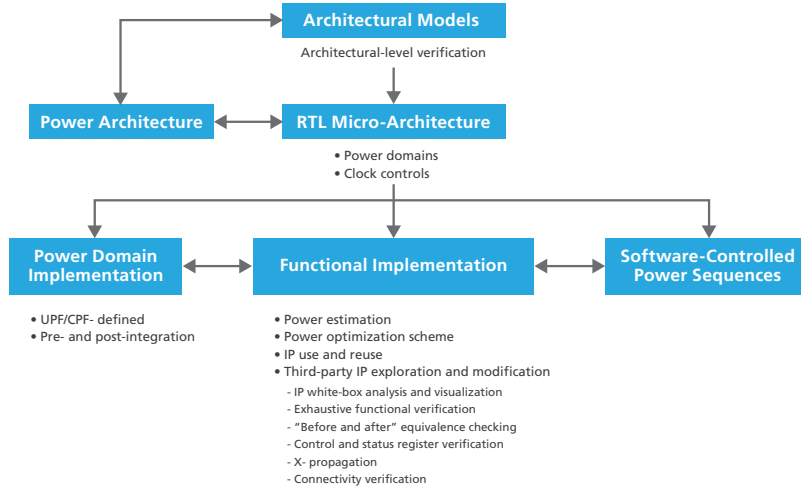 Architectural Models
Architectural-level verification
Power Architecture
RTL Micro-Architecture
• Power domains
• Clock controls
Power Domain
Implementation
Functional Implementation
Software-Controlled
Power Sequences
• UPF/CPF- defined
• Pre- and post-integration
• Power estimation
• Power optimization scheme
• IP use and reuse
• Third-party IP exploration and modification
- IP white-box analysis and visualization
- Exhaustive functional verification
- “Before and after” equivalence checking
- Control and status register verification
- X- propagation
- Connectivity verification